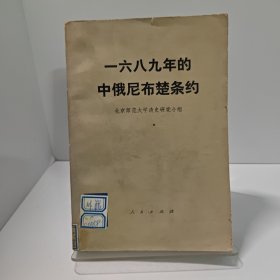 一六八九年的
中俄尼布楚条约
北京师范大学清史研究小组
人民出版社